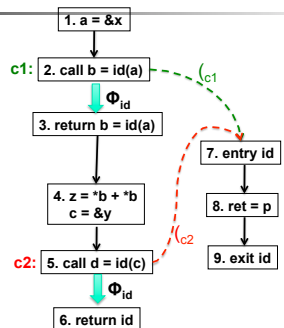 1. a = &x
c1: 2. call b = id(a)
(c1
Φid
3. return b = id(a)
7. entry id
4. z = *b + *b
c = &y
8. ret = p
(c2
c2: 5. call d = id(c)
9. exit id
Φid
6. return id